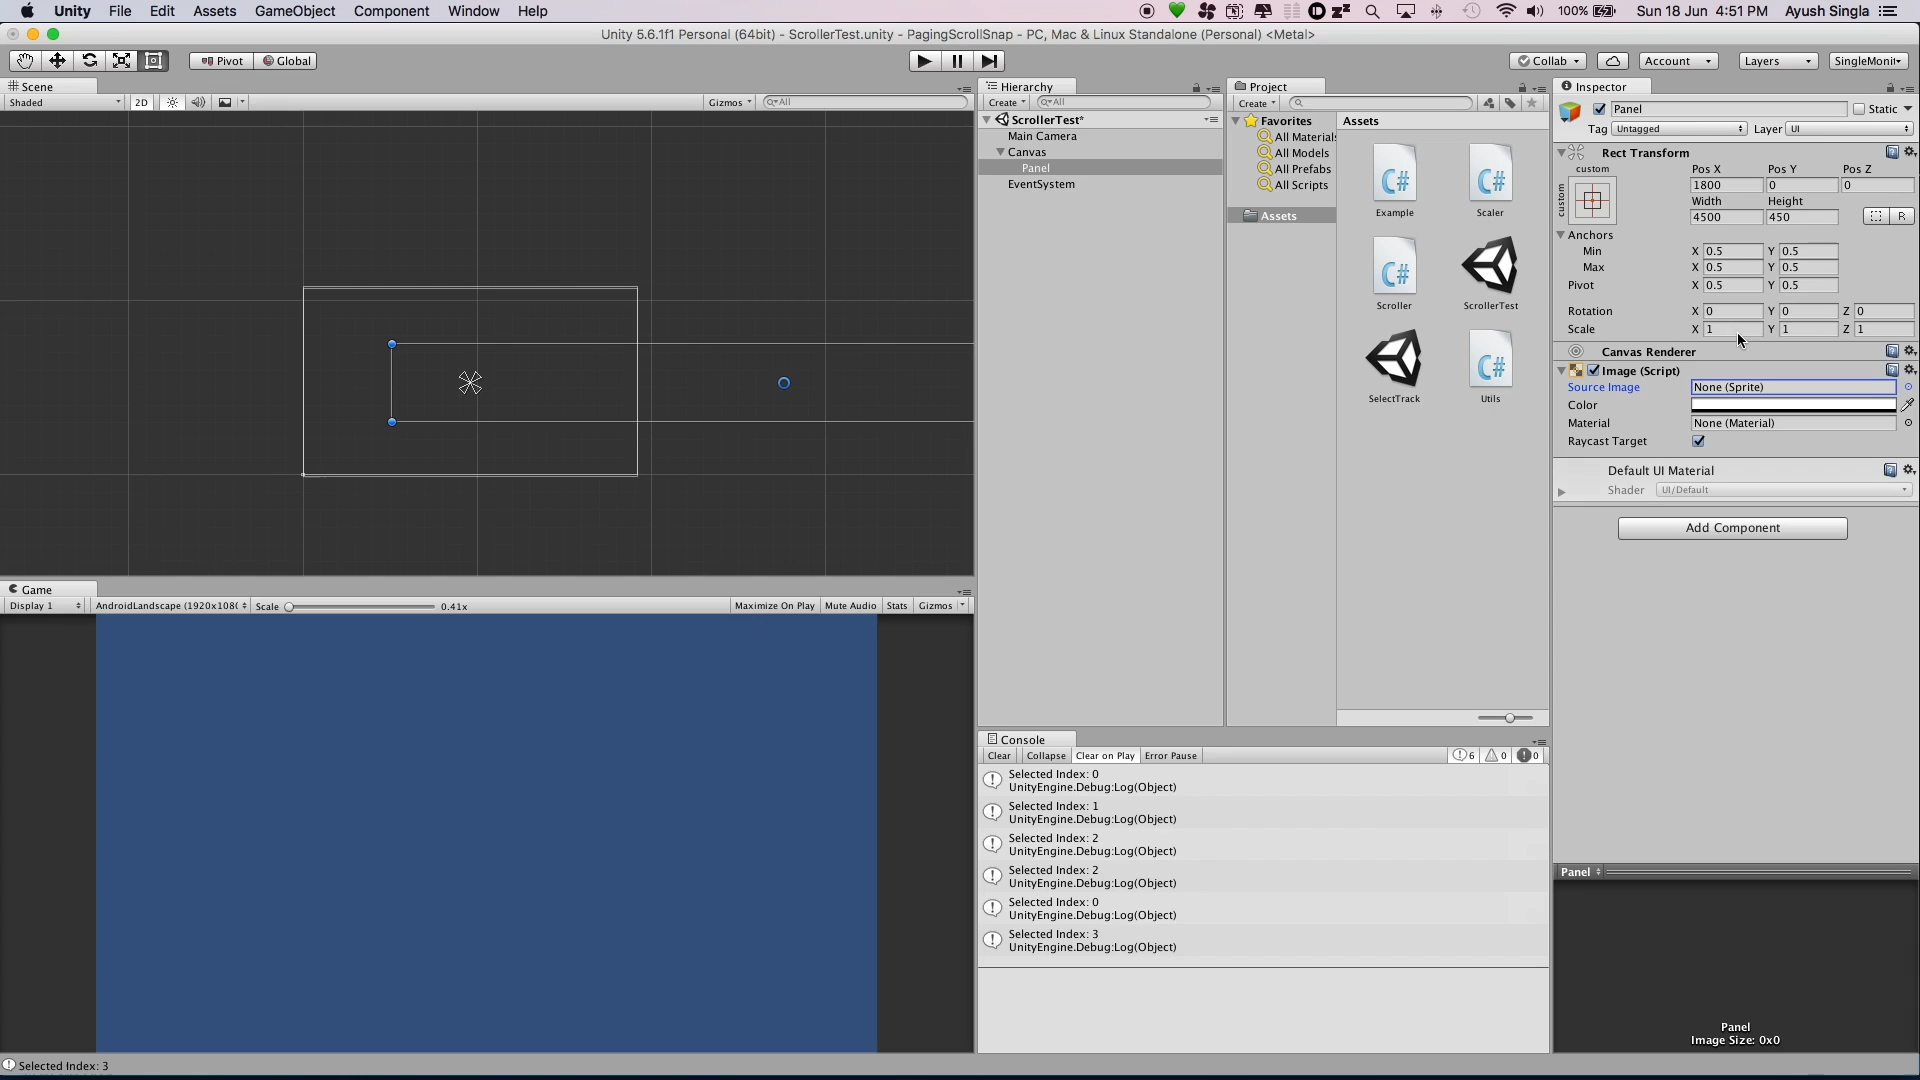 Unity File Edit Assets GameObject Component Window Help 100% Sun 18 Jun 4:51 PM Ayush Singla
Unity 5.6.1f1 Personal (64bit) - ScrollerTest.unity - PagingScrollSnap - PC, Mac & Linux Standalone (Personal) <Metal>
Pivot Global Collab Account Layers SingleMonit
Scene
Shaded 2D Gizmos All
Hierarchy
Create All
ScrollerTest*
Main Camera
Canvas
Panel
EventSystem
Project
Create
Favorites
All Materials
All Models
All Prefabs
All Scripts
Assets
Assets
C# C#
Example Scaler
C#
Scroller ScrollerTest
C#
SelectTrack Utils
Inspector
Panel Static
Tag Untagged Layer UI
Rect Transform
custom
custom
Pos X Pos Y Pos Z
1800 0 0
Width Height
4500 450 R
Anchors
Min X 0.5 Y 0.5
Max X 0.5 Y 0.5
Pivot X 0.5 Y 0.5
Rotation X 0 Y 0 Z 0
Scale X 1 Y 1 Z 1
Canvas Renderer
Image (Script)
Source Image None (Sprite)
Color
Material None (Material)
Raycast Target
Default UI Material
Shader UI/Default
Add Component
Game
Display 1 AndroidLandscape (1920x108( Scale 0.41x Maximize On Play Mute Audio Stats Gizmos
Console
Clear Collapse Clear on Play Error Pause 6 0 0
Selected Index: 0
UnityEngine.Debug:Log(Object)
Selected Index: 1
UnityEngine.Debug:Log(Object)
Selected Index: 2
UnityEngine.Debug:Log(Object)
Selected Index: 2
UnityEngine.Debug:Log(Object)
Selected Index: 0
UnityEngine.Debug:Log(Object)
Selected Index: 3
UnityEngine.Debug:Log(Object)
Panel
Panel
Image Size: 0x0
Selected Index: 3